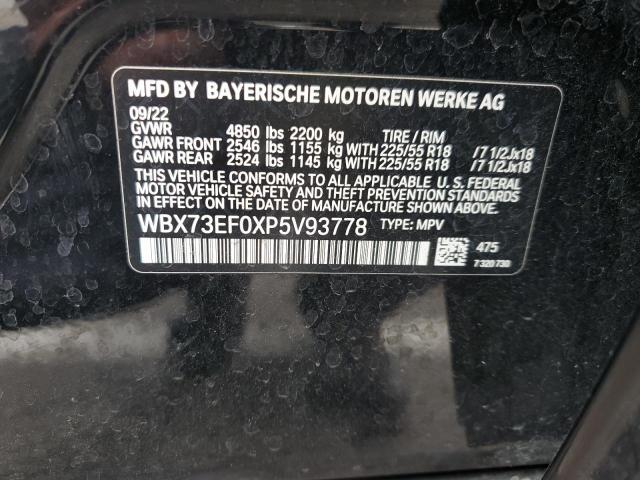 MFD BY BAYERISCHE MOTOREN WERKE AG
09/22
GVWR 4850 lbs 2200 kg TIRE / RIM
GAWR FRONT 2546 lbs 1155 kg WITH 225/55 R18 /7 1/2Jx18
GAWR REAR 2524 lbs 1145 kg WITH 225/55 R18 /7 1/2Jx18
THIS VEHICLE CONFORMS TO ALL APPLICABLE U. S. FEDERAL
MOTOR VEHICLE SAFETY AND THEFT PREVENTION STANDARDS
IN EFFECT ON THE DATE OF MANUFACTURE SHOWN ABOVE.
WBX73EF0XP5V93778 TYPE: MPV
475
7 320 730